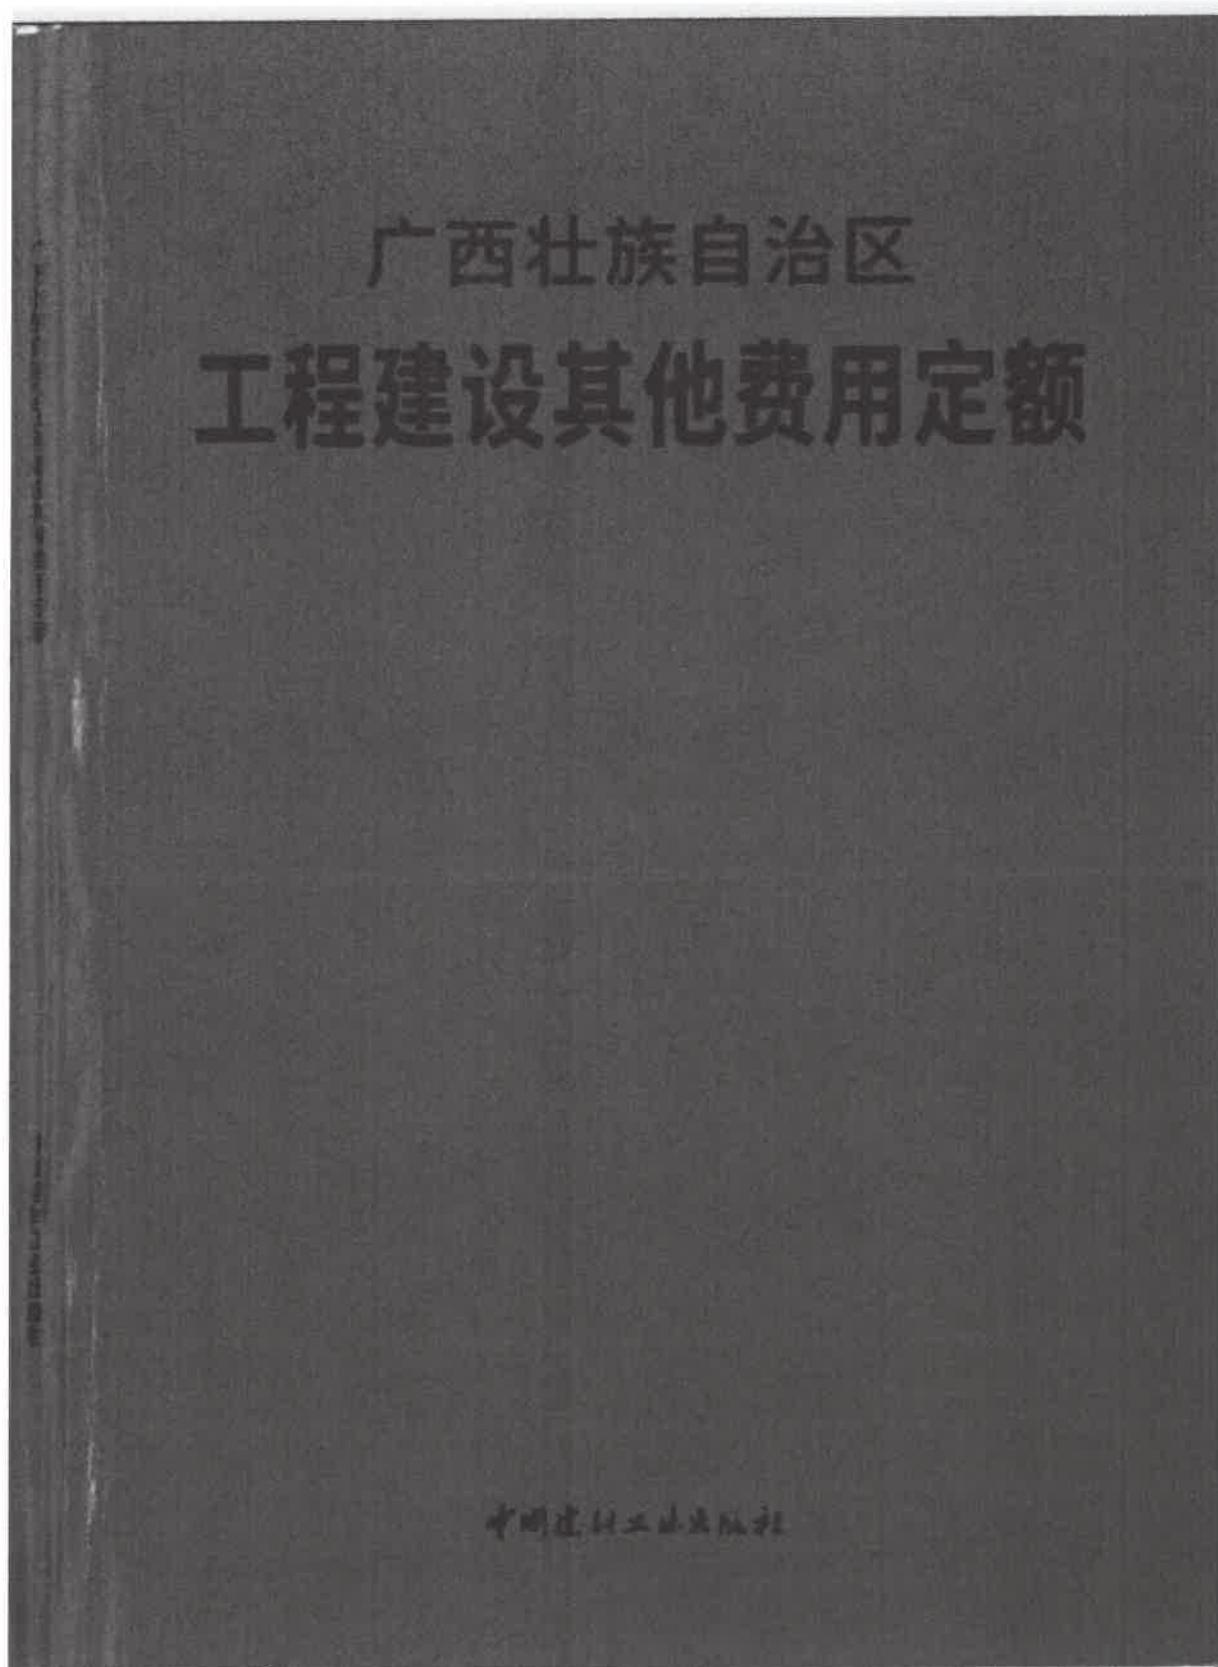 广西壮族自治区
工程建设其他费用定额
中国建材工业出版社